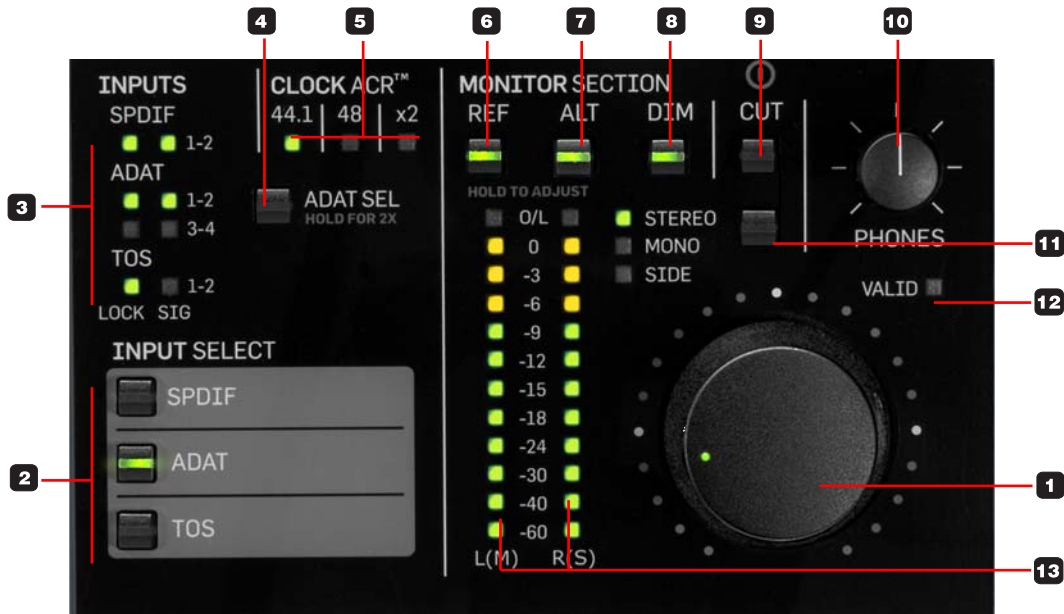 4
5
6
7
8
9
10
INPUTS
SPDIF
1-2
ADAT
1-2
3-4
TOS
1-2
LOCK SIG
3
CLOCK ACR™
44.1 48 x2
ADAT SEL
HOLD FOR 2X
MONITOR SECTION
REF ALT DIM CUT
HOLD TO ADJUST
O/L
0
-3
-6
-9
-12
-15
-18
-24
-30
-40
-60
L(M) R(S)
STEREO
MONO
SIDE
PHONES
11
VALID
12
INPUT SELECT
SPDIF
ADAT
TOS
2
1
13